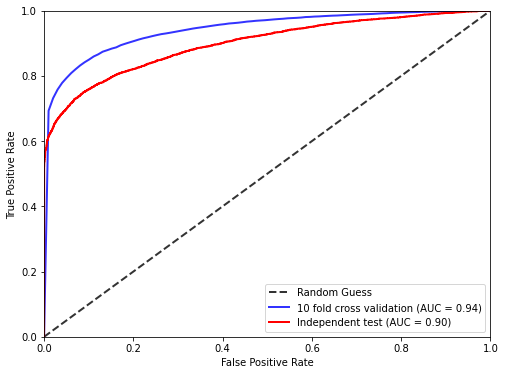 1.0
0.8
0.6
0.4
0.2
0.0
True Positive Rate
Random Guess
10 fold cross validation (AUC = 0.94)
Independent test (AUC = 0.90)
0.0 0.2 0.4 0.6 0.8 1.0
False Positive Rate